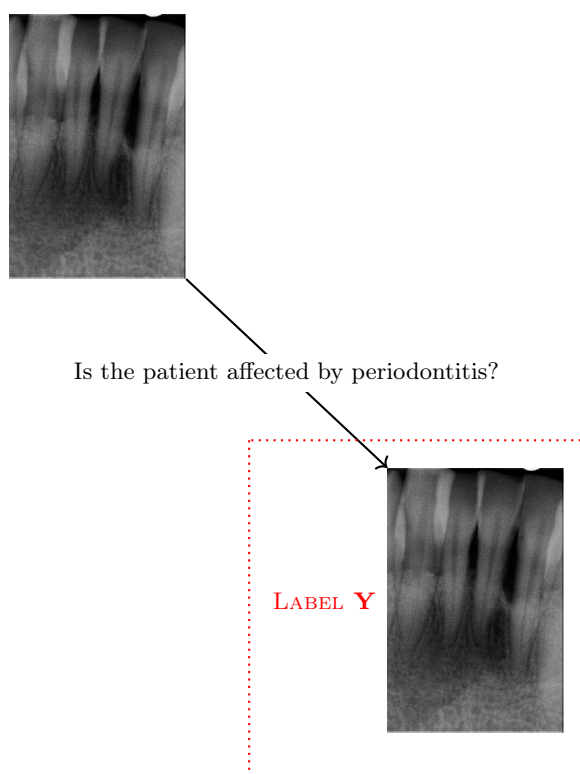 Is the patient affected by periodontitis?
Label Y